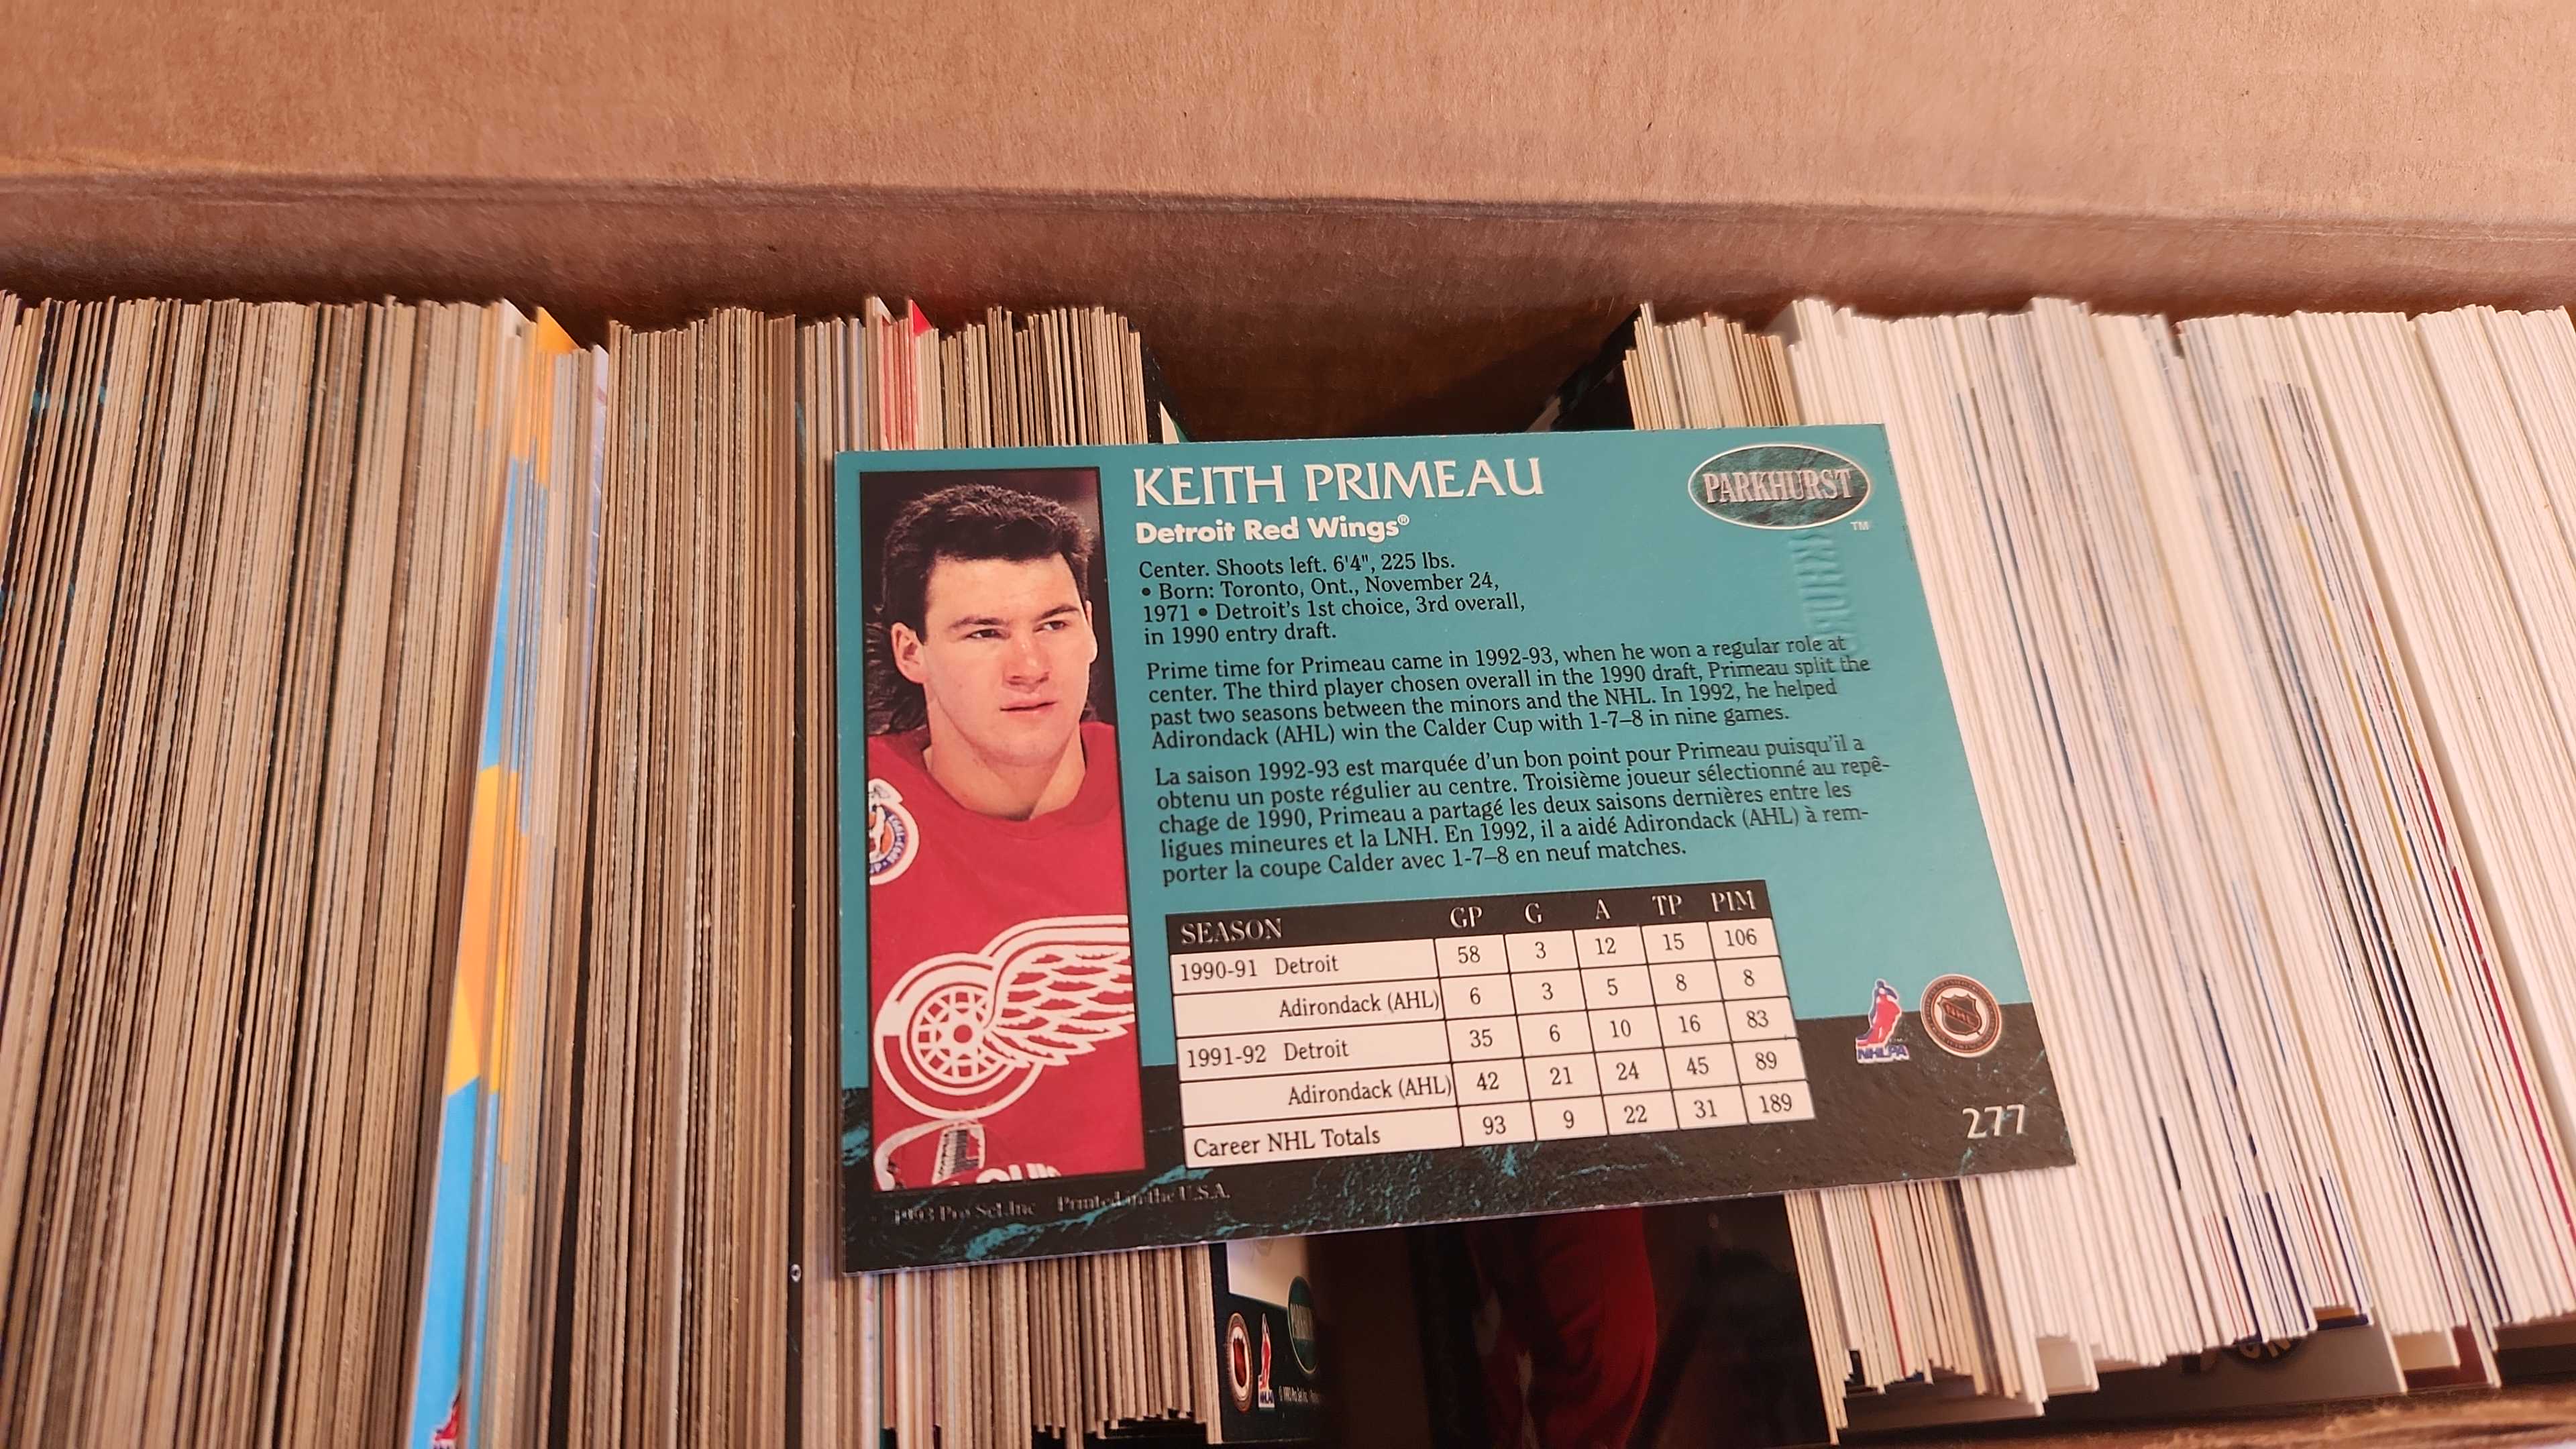 KEITH PRIMEAU
PARKHURST
TM
Detroit Red Wings®
Center. Shoots left. 6'4", 225 lbs.
• Born: Toronto, Ont., November 24,
1971 • Detroit's 1st choice, 3rd overall,
in 1990 entry draft.
Prime time for Primeau came in 1992-93, when he won a regular role at
center. The third player chosen overall in the 1990 draft, Primeau split the
past two seasons between the minors and the NHL. In 1992, he helped
Adirondack (AHL) win the Calder Cup with 1-7–8 in nine games.
La saison 1992-93 est marquée d'un bon point pour Primeau puisqu'il a
obtenu un poste régulier au centre. Troisième joueur sélectionné au repê-
chage de 1990, Primeau a partagé les deux saisons dernières entre les
ligues mineures et la LNH. En 1992, il a aidé Adirondack (AHL) à rem-
porter la coupe Calder avec 1-7–8 en neuf matches.
SEASON GP G A TP PIM
1990-91 Detroit 58 3 12 15 106
Adirondack (AHL) 6 3 5 8 8
1991-92 Detroit 35 6 10 16 83
Adirondack (AHL) 42 21 24 45 89
Career NHL Totals 93 9 22 31 189
NHLPA
NHL
277
1993 Pro Set Inc Printed in the U.S.A.